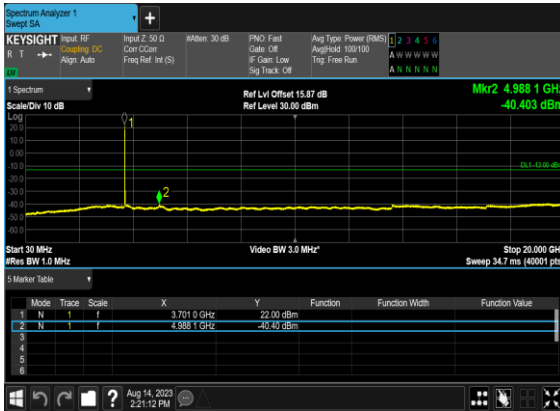 Spectrum Analyzer 1
Swept SA
KEYSIGHT Input: RF Input Z: 50 Ω #Atten: 30 dB PNO: Fast Avg Type: Power (RMS) 1 2 3 4 5 6
R T Coupling: DC Corr CCorr Gate: Off Avg|Hold: 100/100 A W W W W W
Align: Auto Freq Ref: Int (S) IF Gain: Low Trig: Free Run
Sig Track: Off A N N N N N
1 Spectrum Ref Lvl Offset 15.87 dB Mkr2 4.988 1 GHz
Scale/Div 10 dB Ref Level 30.00 dBm -40.403 dBm
Log
1
20.0
10.0
0.00
-10.0 DL1 -13.00 dBm
-20.0
-30.0
2
-40.0
-50.0
-60.0
Start 30 MHz Video BW 3.0 MHz* Stop 20.000 GHz
#Res BW 1.0 MHz Sweep 34.7 ms (40001 pts)
5 Marker Table
Mode Trace Scale X Y Function Function Width Function Value
1 N 1 f 3.701 0 GHz 22.00 dBm
2 N 1 f 4.988 1 GHz -40.40 dBm
3
4
5
6
? Aug 14, 2023
2:21:12 PM